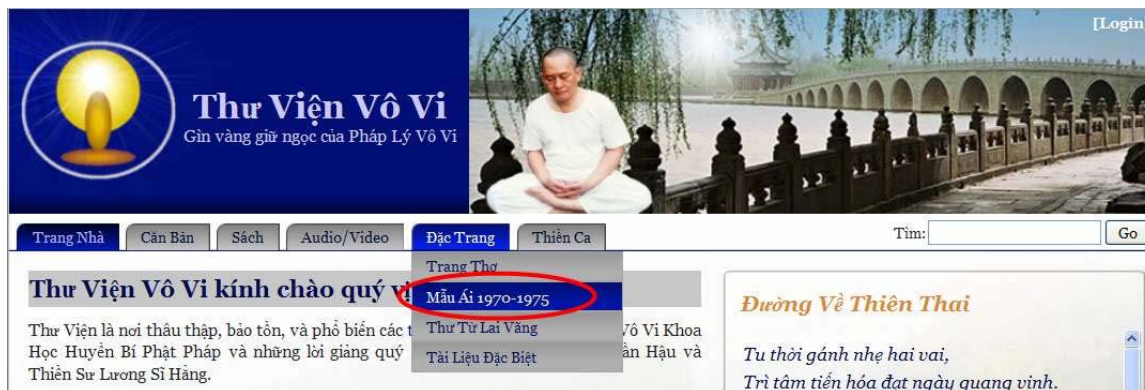 [Login
Thư Viện Vô Vi
Gìn vàng giữ ngọc của Pháp Lý Vô Vi
Trang Nhà Căn Bản Sách Audio/Video Đặc Trang Thiền Ca Tìm: Go
Trang Thơ
Mẫu Ái 1970-1975
Thư Từ Lai Vãng
Tài Liệu Đặc Biệt
Thư Viện Vô Vi kính chào quý vị
Thư Viện là nơi thâu thập, bảo tồn, và phổ biến các t Vô Vi Khoa
Học Huyền Bí Phật Pháp và những lời giảng quý ần Hậu và
Thiền Sư Lương Sĩ Hằng.
Đường Về Thiên Thai
Tu thời gánh nhẹ hai vai,
Trì tâm tiến hóa đạt ngày quang vinh.